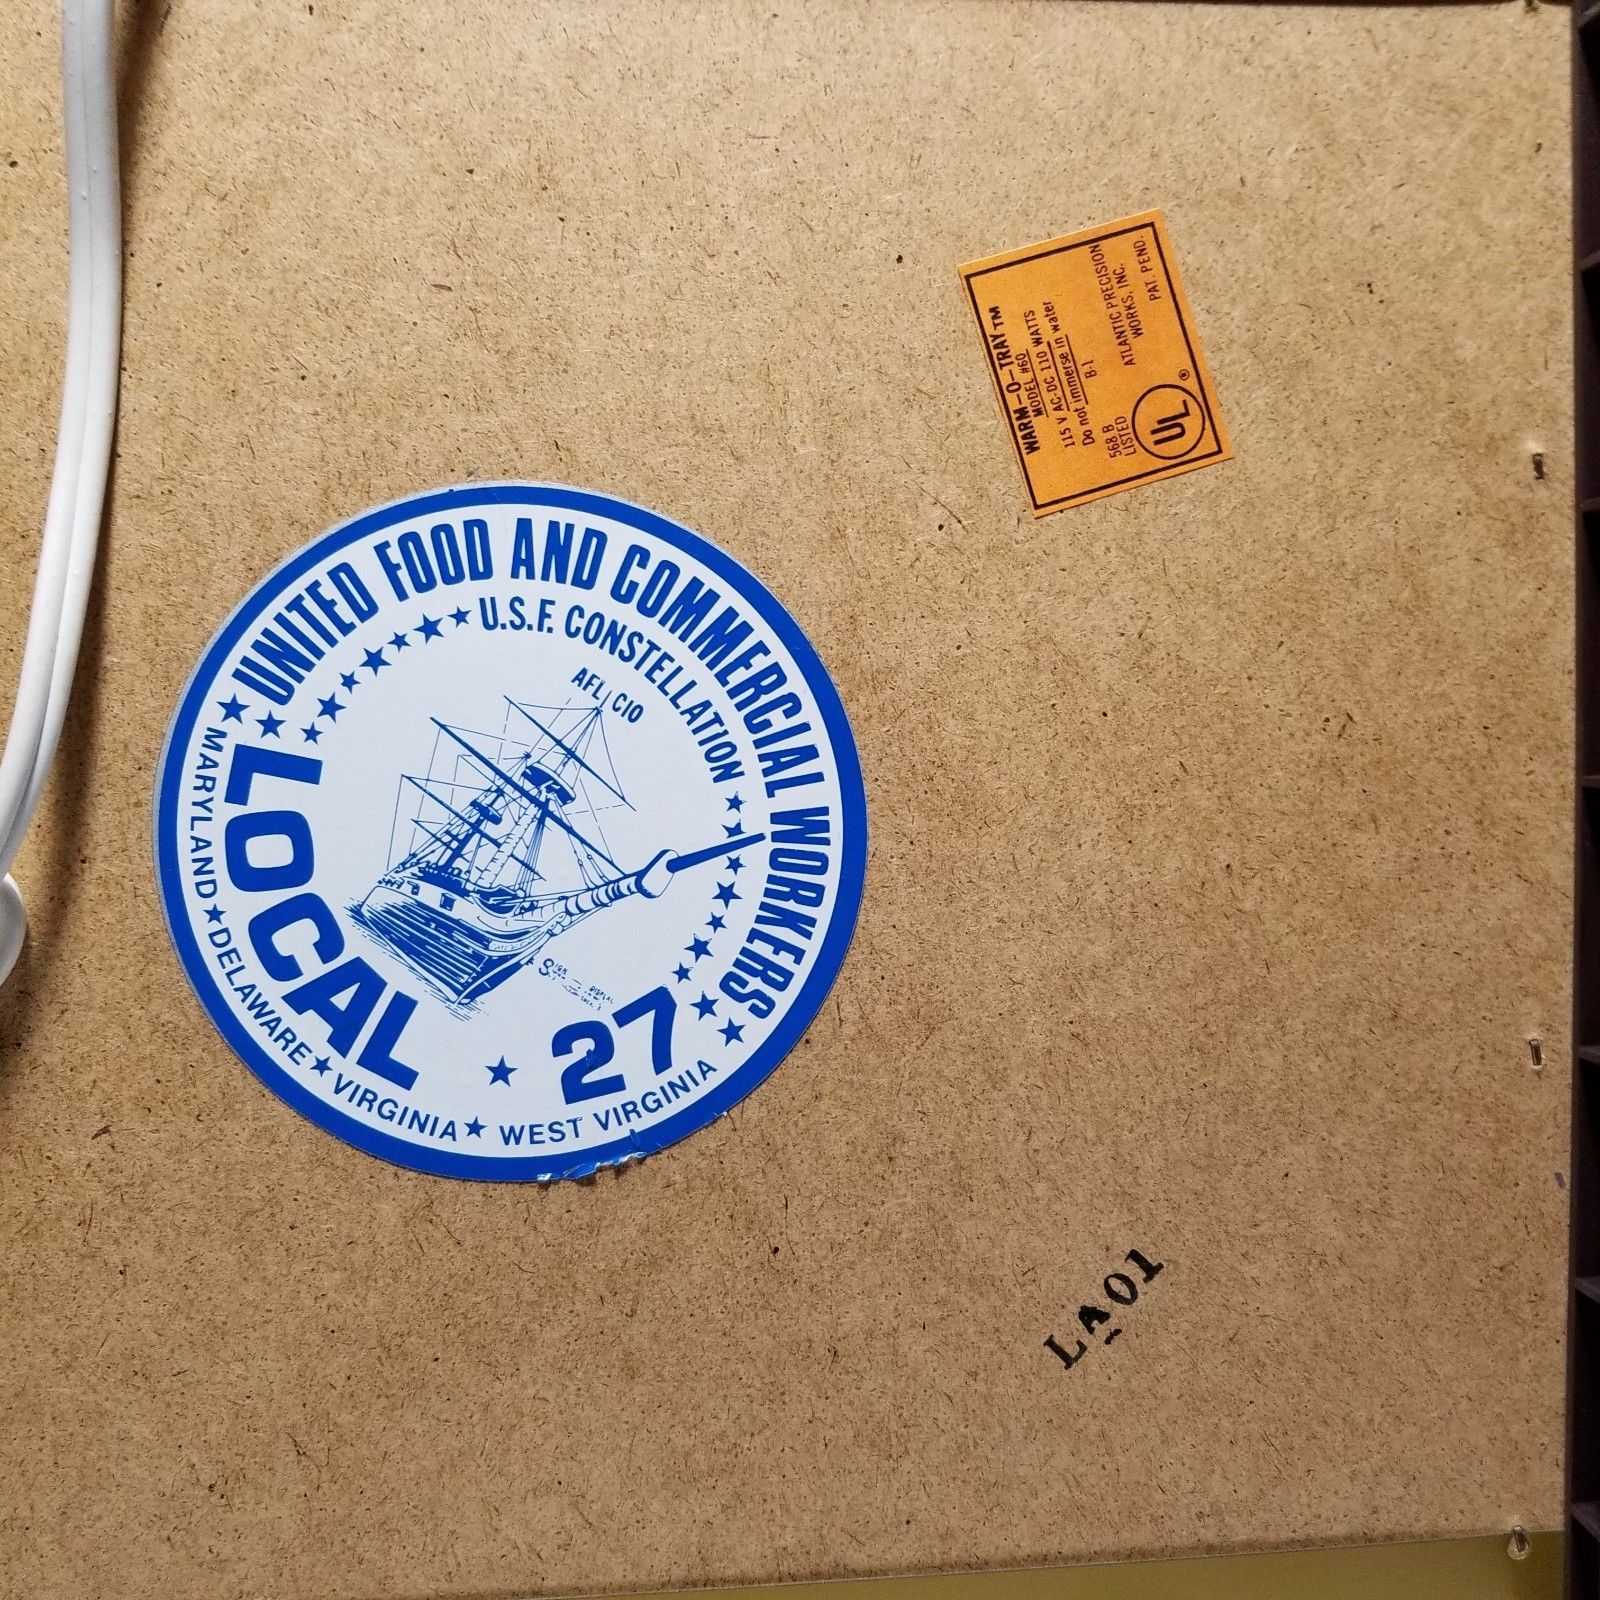 UNITED FOOD AND COMMERCIAL WORKERS
U.S.F. CONSTELLATION
AFL CIO
LOCAL 27
MARYLAND ★ DELAWARE ★ VIRGINIA ★ WEST VIRGINIA
WARM-O-TRAY™
MODEL #60
115 V AC-DC 110 WATTS
Do not immerse in water
B-1
568 B
LISTED
UL®
ATLANTIC PRECISION
WORKS, INC.
PAT. PEND.
LA01